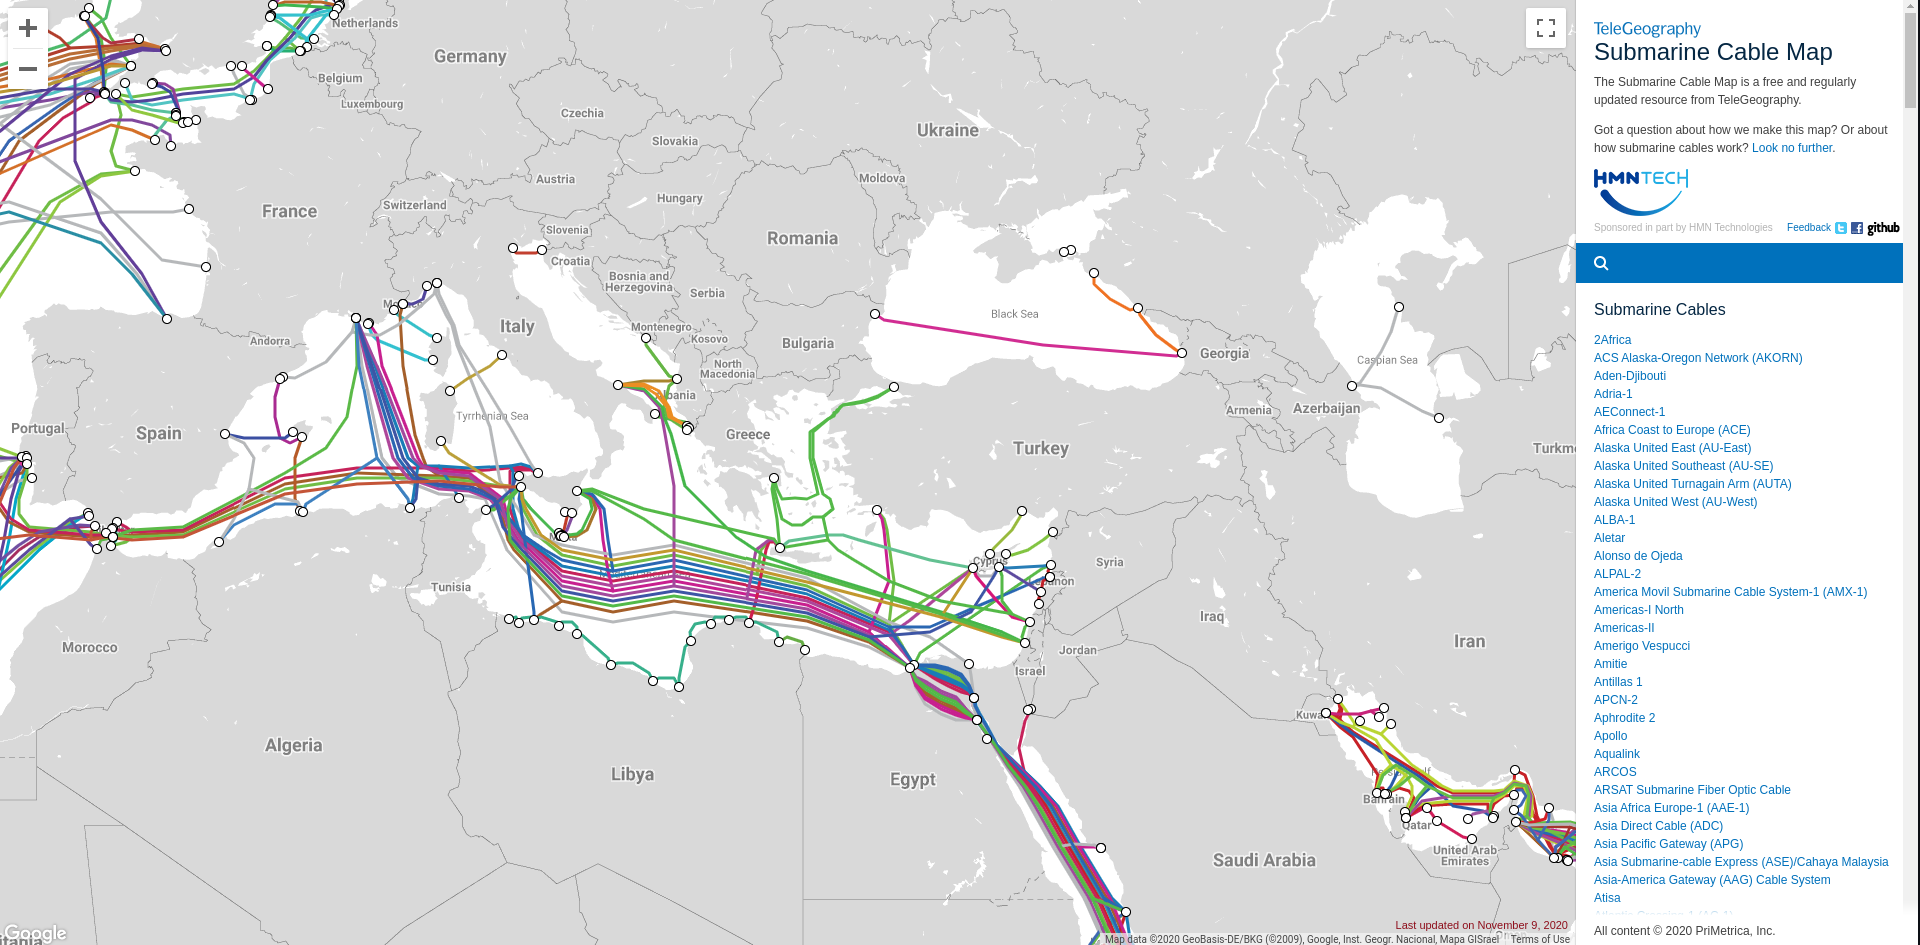 Netherlands
Germany
Belgium
Luxembourg
Czechia
Ukraine
Slovakia
Austria
Moldova
Hungary
Switzerland
France
Slovenia
Romania
Croatia
Bosnia and
Herzegovina
Serbia
Italy
Montenegro
Kosovo
Black Sea
Andorra
Bulgaria
Georgia
Caspian Sea
North
Macedonia
Albania
Armenia
Azerbaijan
Tyrrhenian Sea
Portugal
Spain
Greece
Turkey
Cyprus
Syria
Lebanon
Tunisia
Iraq
Iran
Morocco
Jordan
Israel
Algeria
Libya
Egypt
Bahrain
Qatar
United Arab
Emirates
Saudi Arabia
Google
Last updated on November 9, 2020
Map data ©2020 GeoBasis-DE/BKG (©2009), Google, Inst. Geogr. Nacional, Mapa GISrael
Terms of Use
TeleGeography
Submarine Cable Map
The Submarine Cable Map is a free and regularly
updated resource from TeleGeography.
Got a question about how we make this map? Or about
how submarine cables work? Look no further.
HMNTECH
Sponsored in part by HMN Technologies
Feedback
github
Submarine Cables
2Africa
ACS Alaska-Oregon Network (AKORN)
Aden-Djibouti
Adria-1
AEConnect-1
Africa Coast to Europe (ACE)
Alaska United East (AU-East)
Alaska United Southeast (AU-SE)
Alaska United Turnagain Arm (AUTA)
Alaska United West (AU-West)
ALBA-1
Aletar
Alonso de Ojeda
ALPAL-2
America Movil Submarine Cable System-1 (AMX-1)
Americas-I North
Americas-II
Amerigo Vespucci
Amitie
Antillas 1
APCN-2
Aphrodite 2
Apollo
Aqualink
ARCOS
ARSAT Submarine Fiber Optic Cable
Asia Africa Europe-1 (AAE-1)
Asia Direct Cable (ADC)
Asia Pacific Gateway (APG)
Asia Submarine-cable Express (ASE)/Cahaya Malaysia
Asia-America Gateway (AAG) Cable System
Atisa
All content © 2020 PriMetrica, Inc.